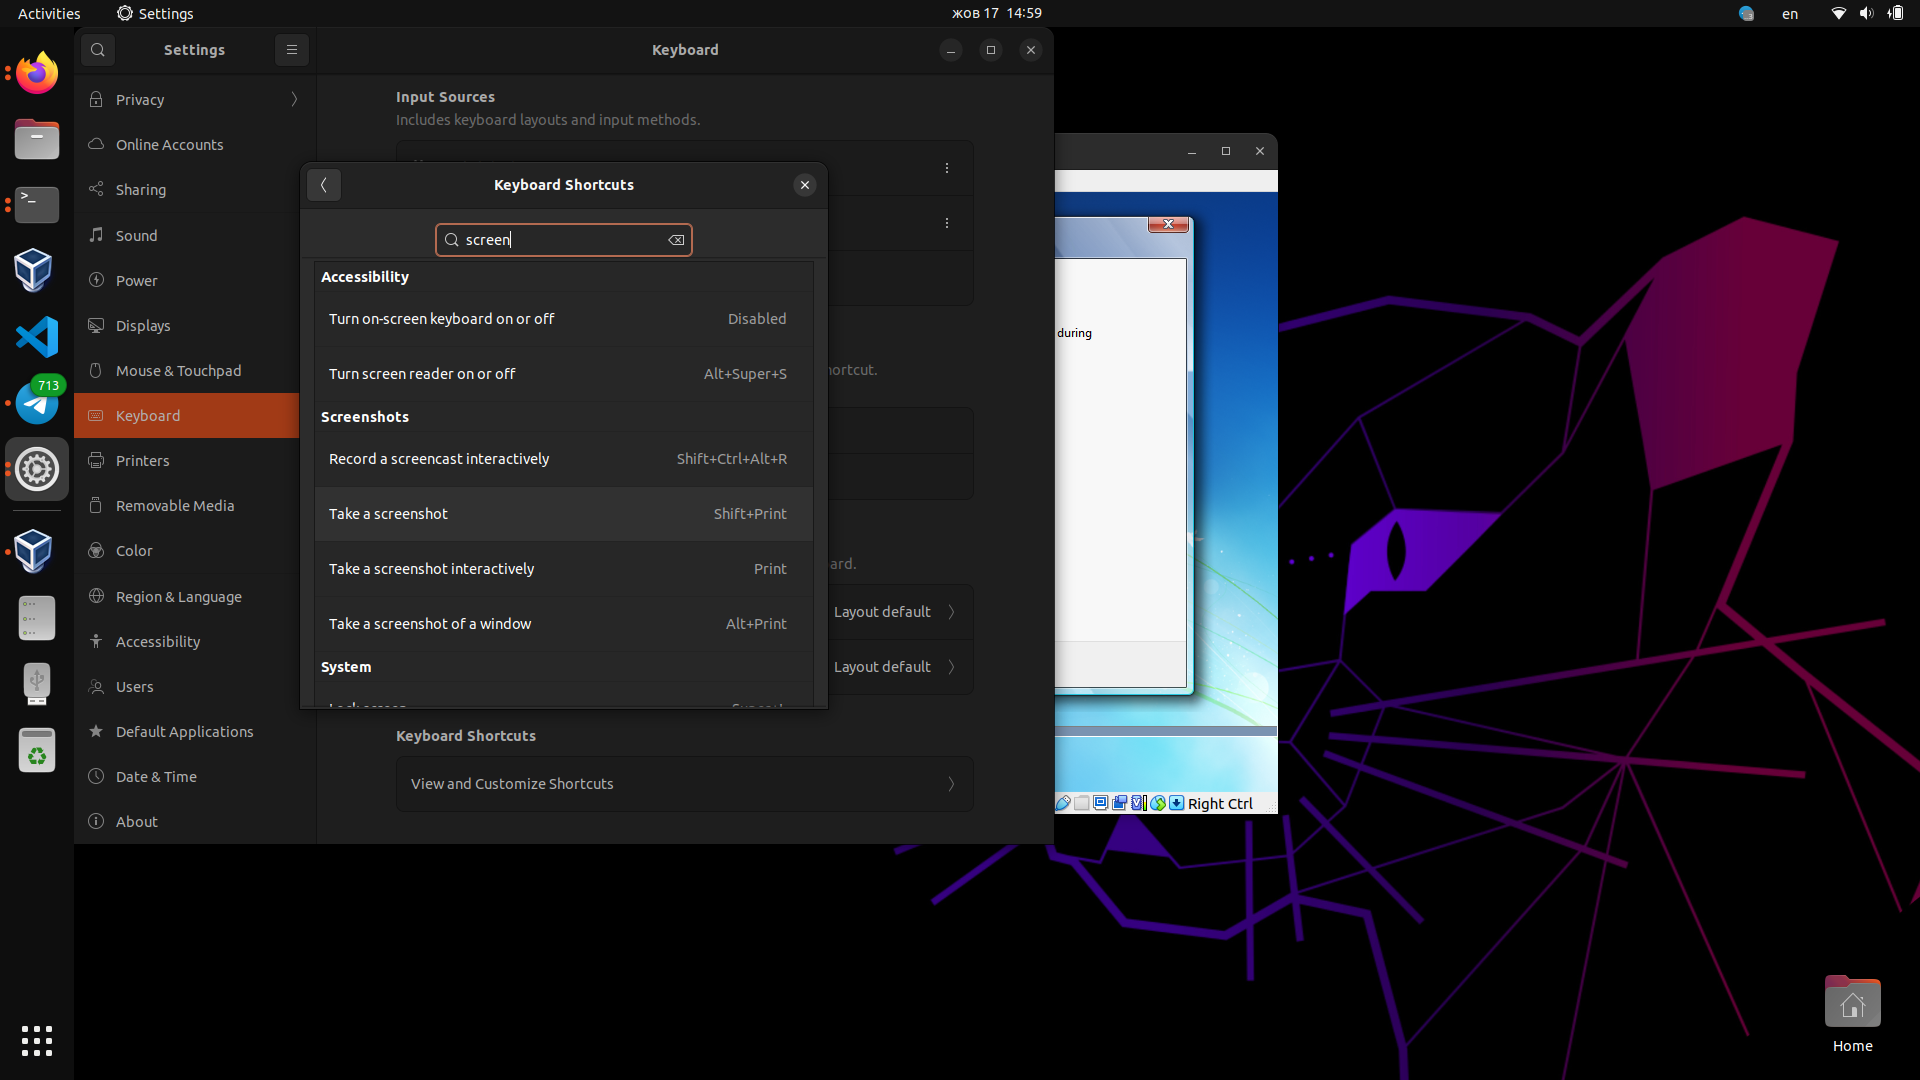 Activities
Settings
жов 17 14:59
en
Settings
Keyboard
Privacy
Online Accounts
Sharing
Sound
Power
Displays
Mouse & Touchpad
Keyboard
Printers
Removable Media
Color
Region & Language
Accessibility
Users
Default Applications
Date & Time
About
713
>_
Input Sources
Includes keyboard layouts and input methods.
Keyboard Shortcuts
screen
Accessibility
Turn on-screen keyboard on or off Disabled
Turn screen reader on or off Alt+Super+S
Screenshots
Record a screencast interactively Shift+Ctrl+Alt+R
Take a screenshot Shift+Print
Take a screenshot interactively Print
Take a screenshot of a window Alt+Print
System
hortcut.
ard.
Layout default
Layout default
Keyboard Shortcuts
View and Customize Shortcuts
during
Right Ctrl
Home